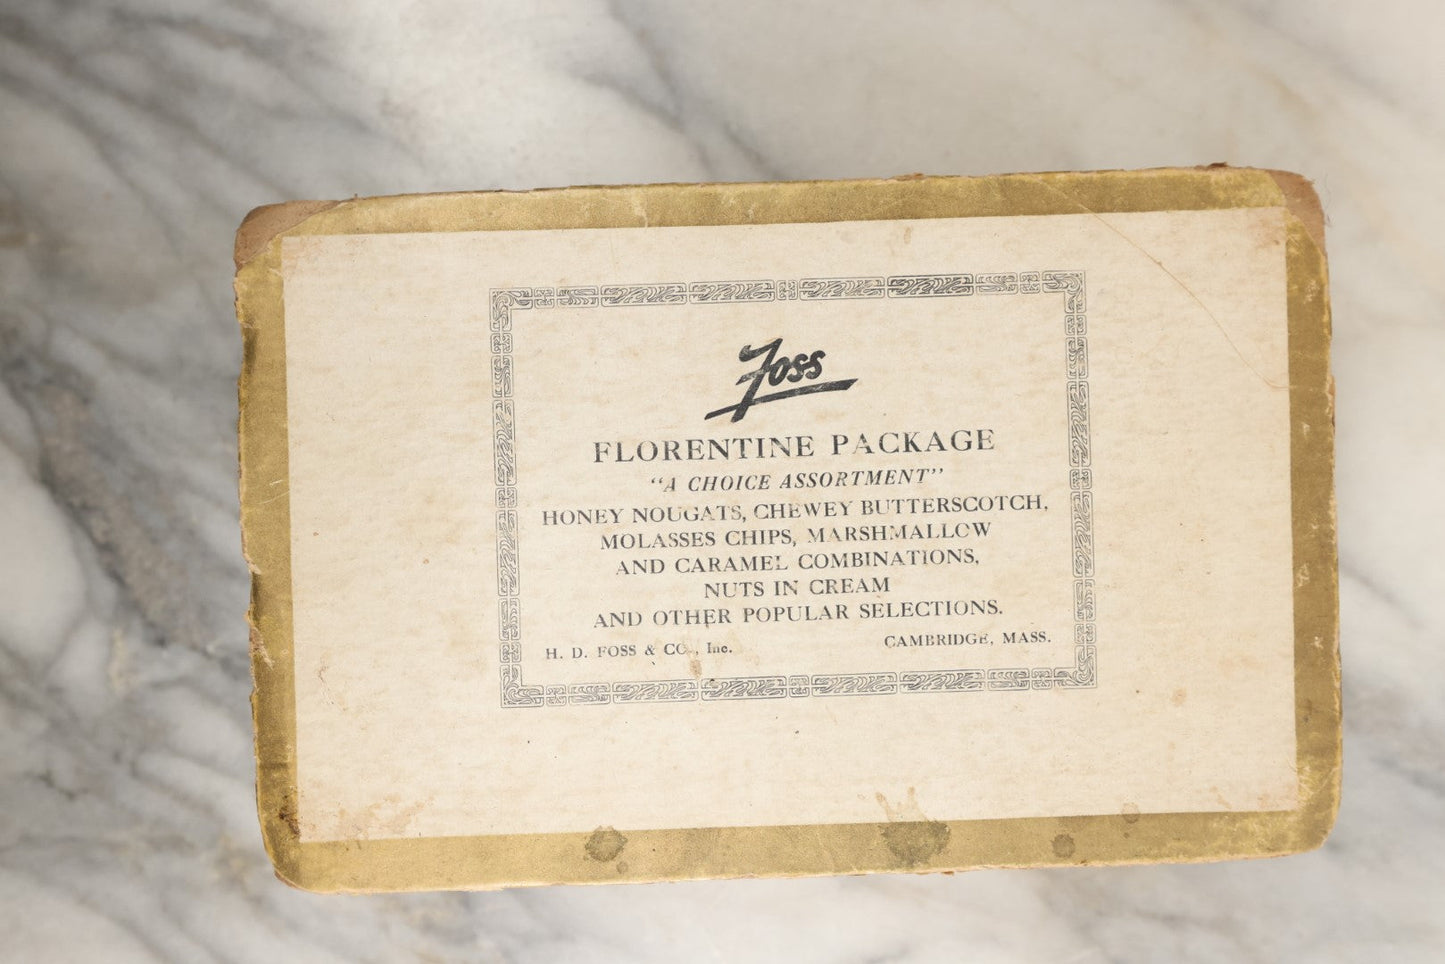 Foss
FLORENTINE PACKAGE
"A CHOICE ASSORTMENT"
HONEY NOUGATS, CHEWEY BUTTERSCOTCH,
MOLASSES CHIPS, MARSHMALLOW
AND CARAMEL COMBINATIONS,
NUTS IN CREAM
AND OTHER POPULAR SELECTIONS.
H. D. FOSS & CO., Inc. CAMBRIDGE, MASS.